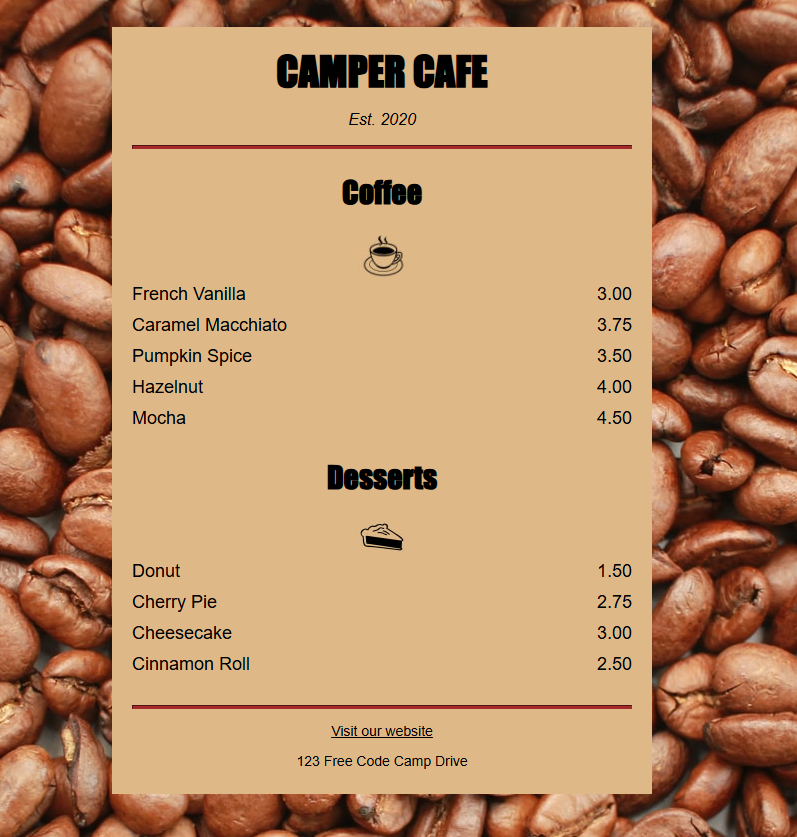 CAMPER CAFE
Est. 2020
Coffee
French Vanilla 3.00
Caramel Macchiato 3.75
Pumpkin Spice 3.50
Hazelnut 4.00
Mocha 4.50
Desserts
Donut 1.50
Cherry Pie 2.75
Cheesecake 3.00
Cinnamon Roll 2.50
Visit our website
123 Free Code Camp Drive